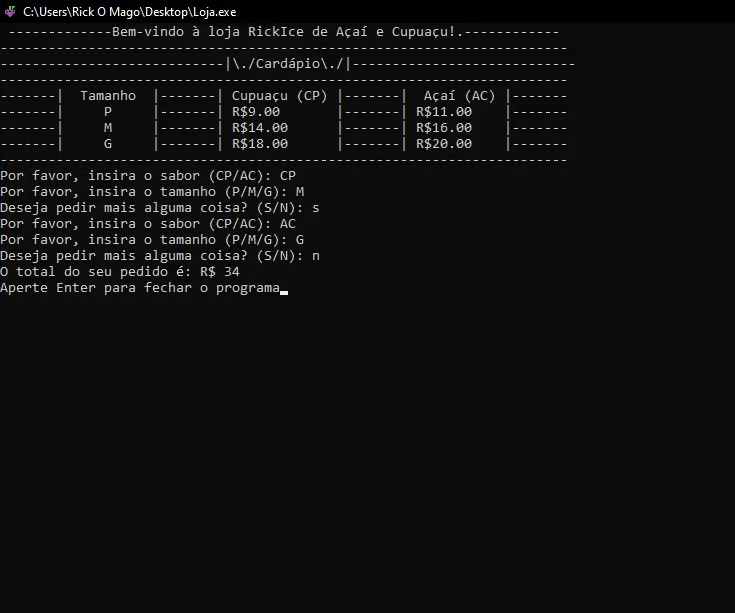 C:\Users\Rick O Mago\Desktop\Loja.exe
-------------Bem-vindo à loja RickIce de Açaí e Cupuaçu!.------------
-----------------------------------------------------------------------
----------------------------|\./Cardápio\./|----------------------------
-----------------------------------------------------------------------
-------|  Tamanho  |-------| Cupuaçu (CP) |-------|  Açaí (AC) |-------
-------|     P     |-------| R$9.00       |-------| R$11.00    |-------
-------|     M     |-------| R$14.00      |-------| R$16.00    |-------
-------|     G     |-------| R$18.00      |-------| R$20.00    |-------
-----------------------------------------------------------------------
Por favor, insira o sabor (CP/AC): CP
Por favor, insira o tamanho (P/M/G): M
Deseja pedir mais alguma coisa? (S/N): s
Por favor, insira o sabor (CP/AC): AC
Por favor, insira o tamanho (P/M/G): G
Deseja pedir mais alguma coisa? (S/N): n
O total do seu pedido é: R$ 34
Aperte Enter para fechar o programa